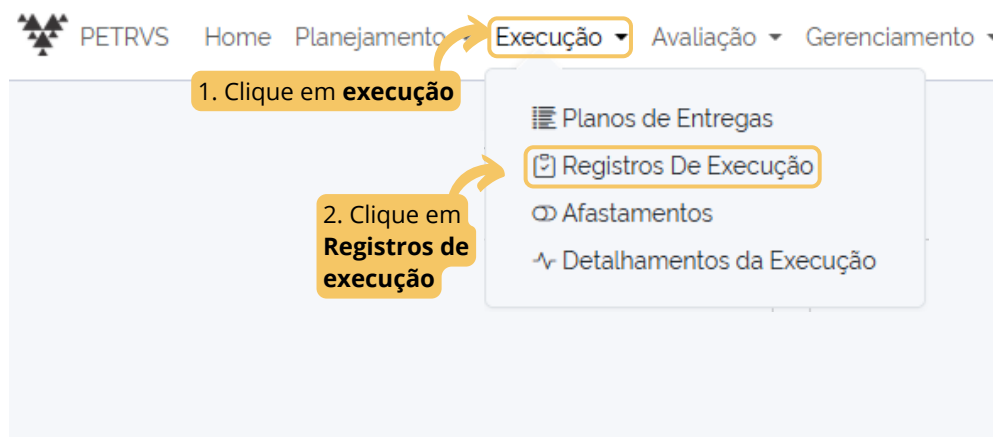 PETRVS Home Planejamento Execução Avaliação Gerenciamento
1. Clique em execução
Planos de Entregas
Registros De Execução
2. Clique em
Registros de
execução
Afastamentos
Detalhamentos da Execução